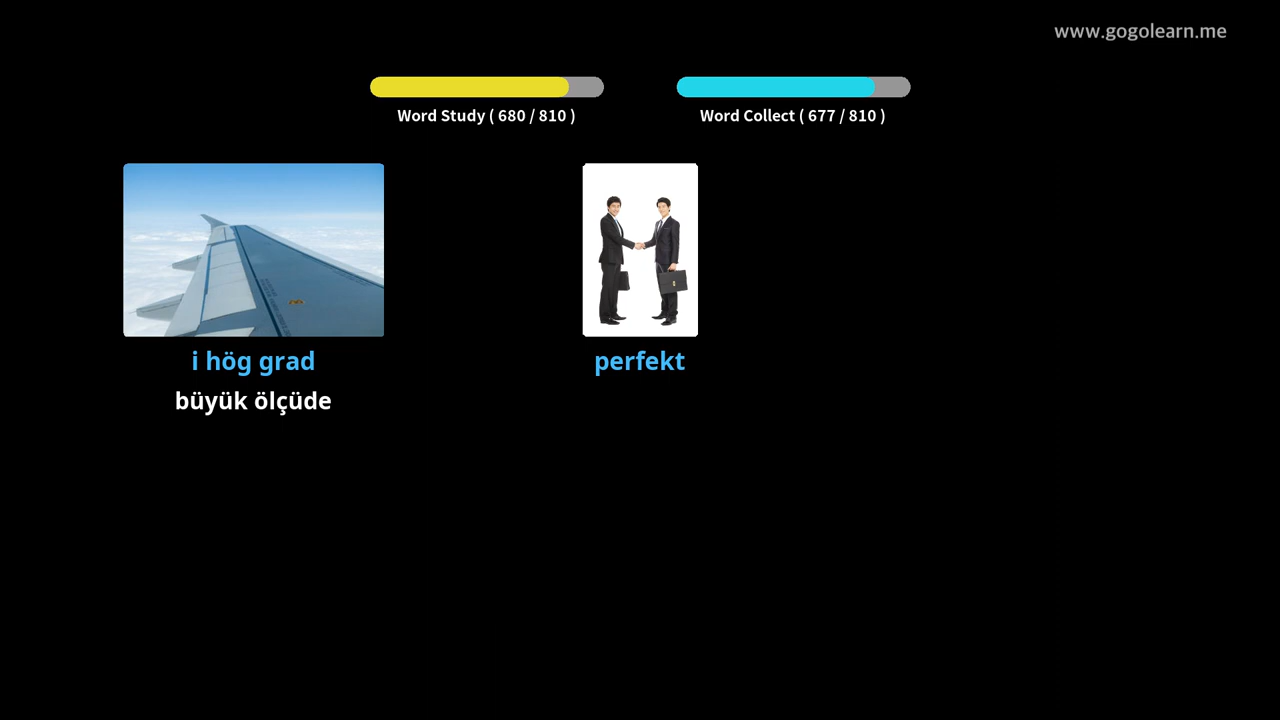 www.gogolearn.me
Word Study ( 680 / 810 )
Word Collect ( 677 / 810 )
i hög grad
büyük ölçüde
perfekt